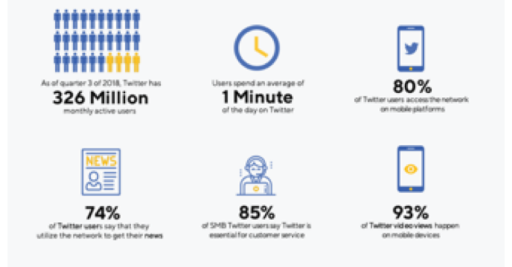 As of quarter 3 of 2018, Twitter has
326 Million
monthly active users
Users spend an average of
1 Minute
of the day on Twitter
80%
of Twitter users access the network
on mobile platforms
NEWS
74%
of Twitter users say that they
utilize the network to get their news
85%
of SMB Twitter users say Twitter is
essential for customer service
93%
of Twitter video views happen
on mobile devices